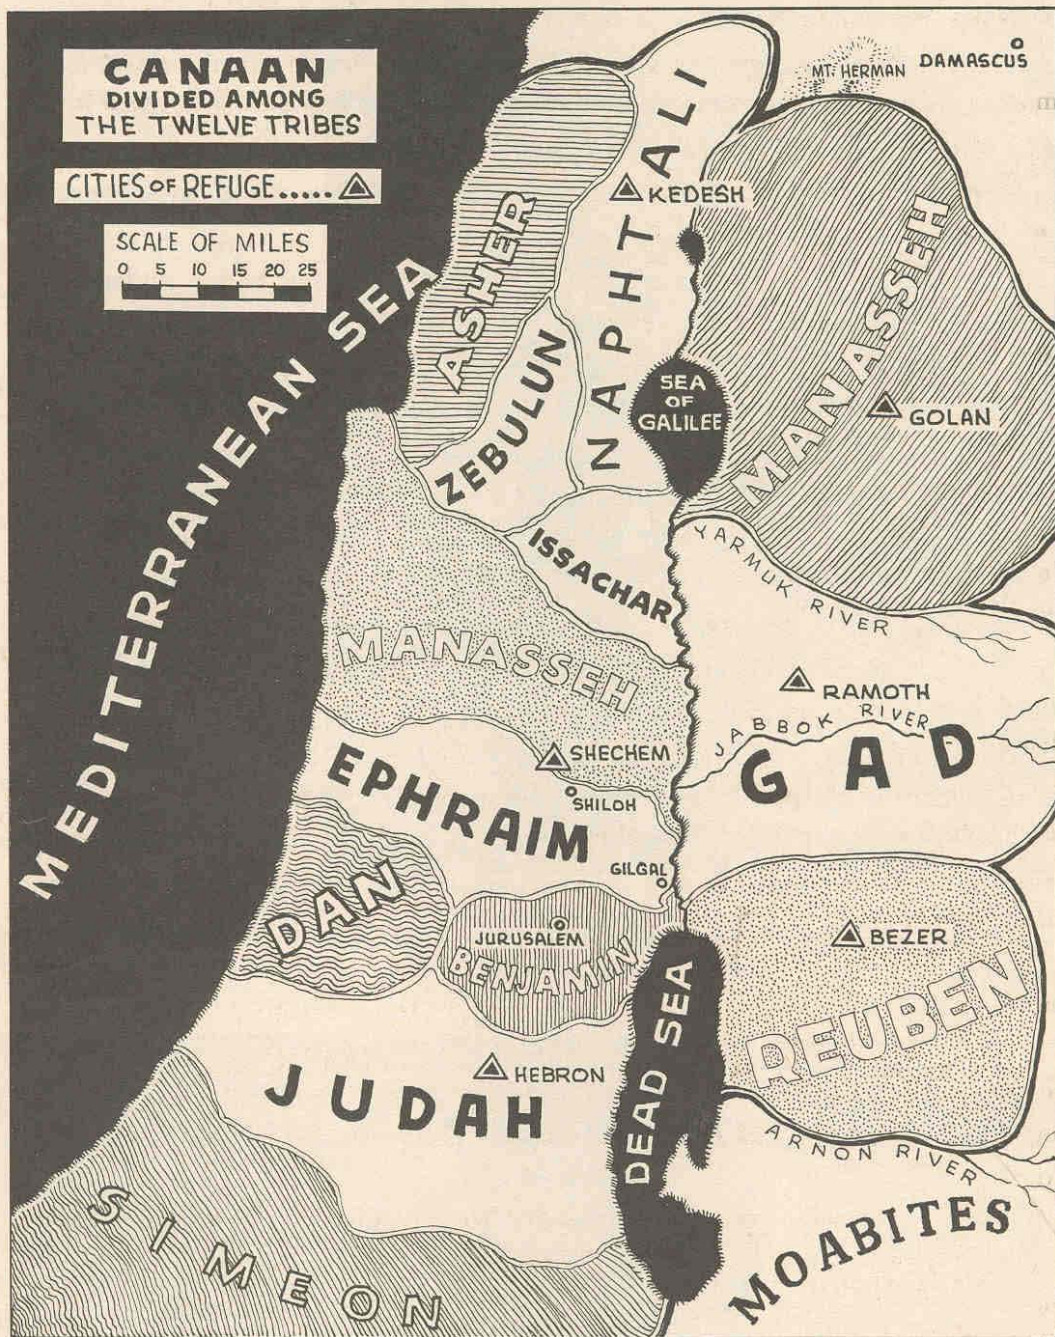 CANAAN
DIVIDED AMONG
THE TWELVE TRIBES
CITIES OF REFUGE..... 
SCALE OF MILES
0 5 10 15 20 25
MEDITERRANEAN SEA
MT. HERMAN
DAMASCUS
NAPHTALI
KEDESH
ASHER
MANASSEH
GOLAN
ZEBULUN
SEA
OF
GALILEE
ISSACHAR
YARMUK RIVER
MANASSEH
RAMOTH
JABBOK RIVER
GAD
SHECHEM
SHILOH
EPHRAIM
GILGAL
DAN
JURUSALEM
BENJAMIN
BEZER
REUBEN
DEAD SEA
HEBRON
JUDAH
ARNON RIVER
SIMEON
MOABITES